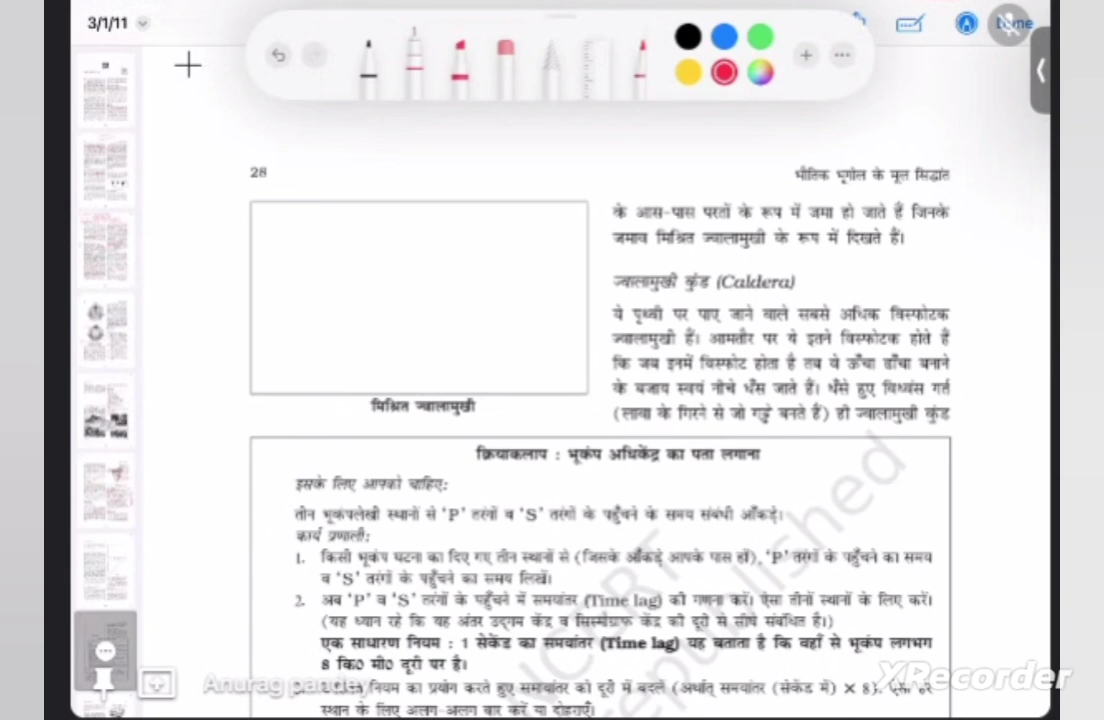 3/1/11
Done
28
भौतिक भूगोल के मूल सिद्धांत
के आस-पास परतों के रूप में जमा हो जाते हैं जिनके
जमाव मिश्रित ज्वालामुखी के रूप में दिखते हैं।
ज्वालामुखी कुंड (Caldera)
ये पृथ्वी पर पाए जाने वाले सबसे अधिक विस्फोटक
ज्वालामुखी हैं। आमतौर पर ये इतने विस्फोटक होते हैं
कि जब इनमें विस्फोट होता है तब वे ऊँचा ढाँचा बनाने
के बजाय स्वयं नीचे धँस जाते हैं। धँसे हुए विध्वंस गर्त
(लावा के गिरने से जो गड्ढे बनते हैं) ही ज्वालामुखी कुंड
मिश्रित ज्वालामुखी
क्रियाकलाप : भूकंप अधिकेंद्र का पता लगाना
इसके लिए आपको चाहिए:
तीन भूकंपलेखी स्थानों से 'P' तरंगों व 'S' तरंगों के पहुँचने के समय संबंधी आँकड़े।
कार्य प्रणाली:
1. किसी भूकंप घटना का दिए गए तीन स्थानों से (जिसके आँकड़े आपके पास हों), 'P' तरंगों के पहुँचने का समय
व 'S' तरंगों के पहुँचने का समय लिखें।
2. अब 'P' व 'S' तरंगों के पहुँचने में समयांतर (Time lag) की गणना करें। ऐसा तीनों स्थानों के लिए करें।
(यह ध्यान रहे कि यह अंतर उद्गम केंद्र व सिस्मोग्राफ केंद्र की दूरी से सीधे संबंधित है।)
एक साधारण नियम : 1 सेकेंड का समयांतर (Time lag) यह बताता है कि वहाँ से भूकंप लगभग
8 कि० मी० दूरी पर है।
नियम का प्रयोग करते हुए समयांतर को दूरी में बदलें (अर्थात् समयांतर (सेकेंड में) × 8)।
स्थान के लिए अलग-अलग बार करें या दोहराएँ।
Anurag pandey
XRecorder
republished